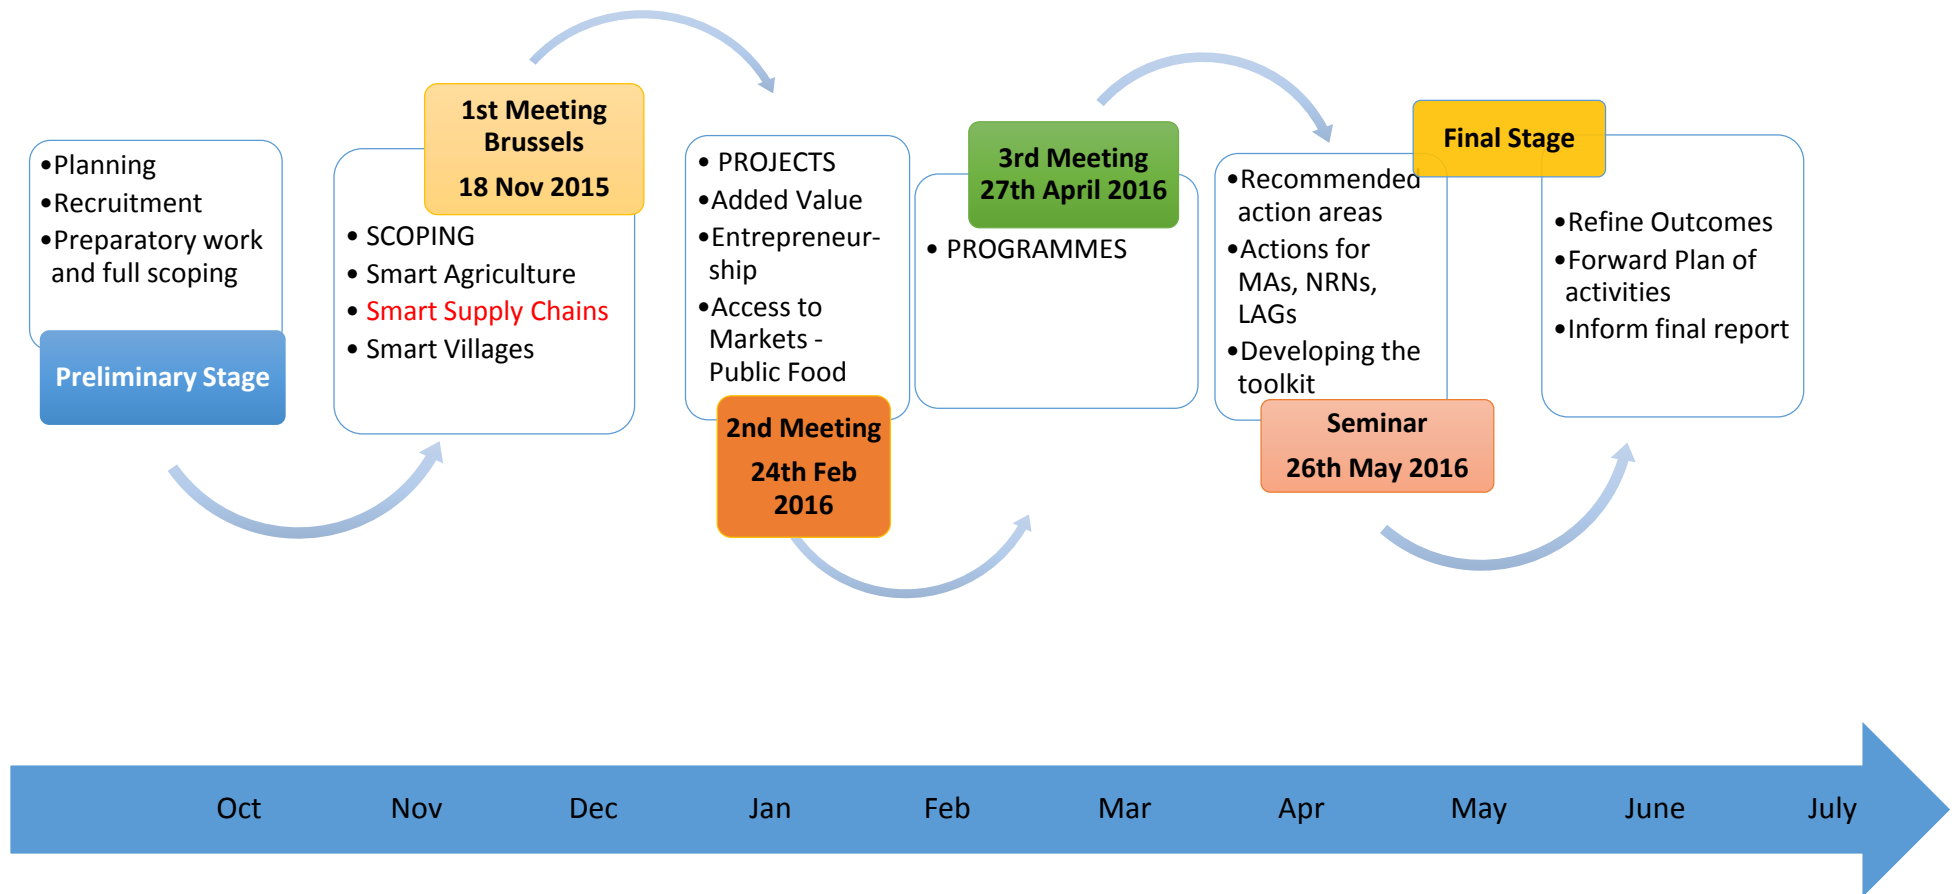 •Planning
•Recruitment
•Preparatory work
and full scoping
Preliminary Stage
1st Meeting
Brussels
18 Nov 2015
• SCOPING
• Smart Agriculture
• Smart Supply Chains
• Smart Villages
• PROJECTS
•Added Value
•Entrepreneur-
ship
•Access to
Markets -
Public Food
2nd Meeting
24th Feb
2016
3rd Meeting
27th April 2016
• PROGRAMMES
•Recommended
action areas
•Actions for
MAs, NRNs,
LAGs
•Developing the
toolkit
Seminar
26th May 2016
Final Stage
•Refine Outcomes
•Forward Plan of
activities
•Inform final report
Oct Nov Dec Jan Feb Mar Apr May June July